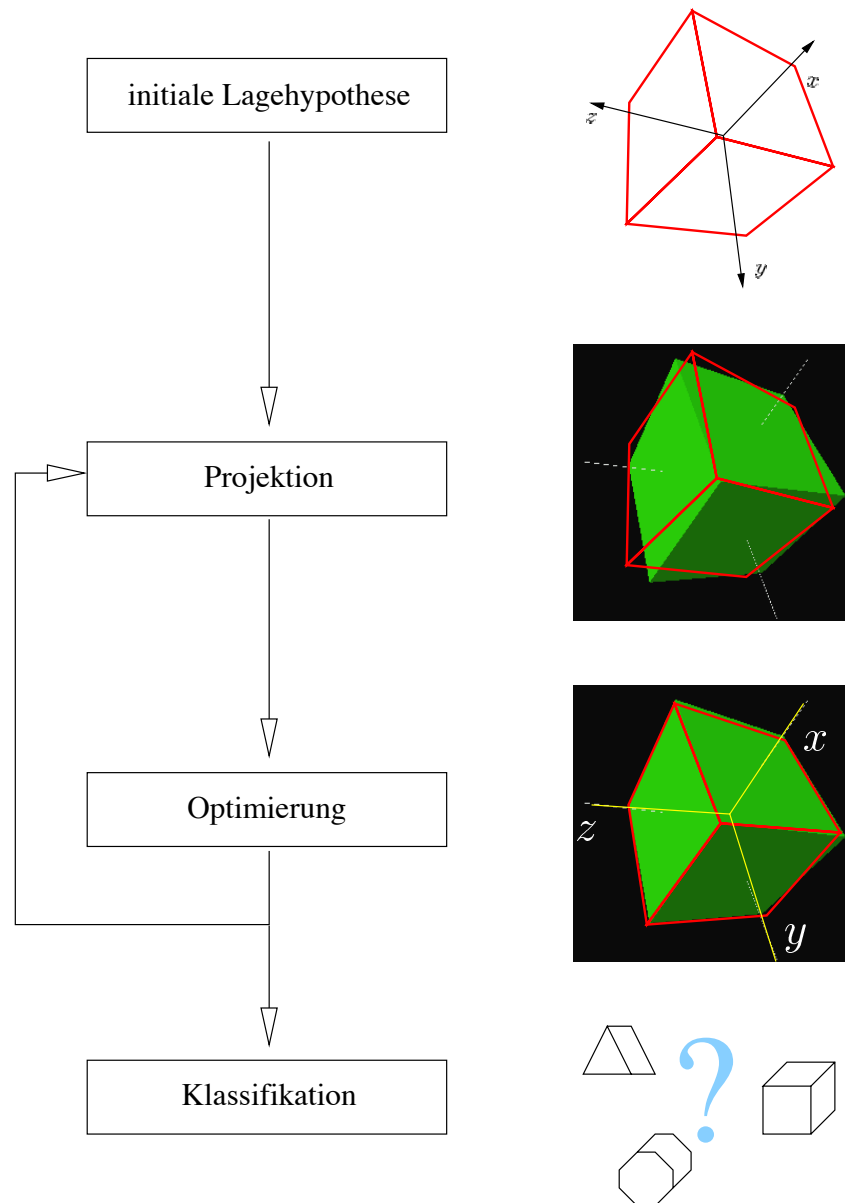 initiale Lagehypothese
x
z
y
Projektion
Optimierung
x
z
y
Klassifikation
?